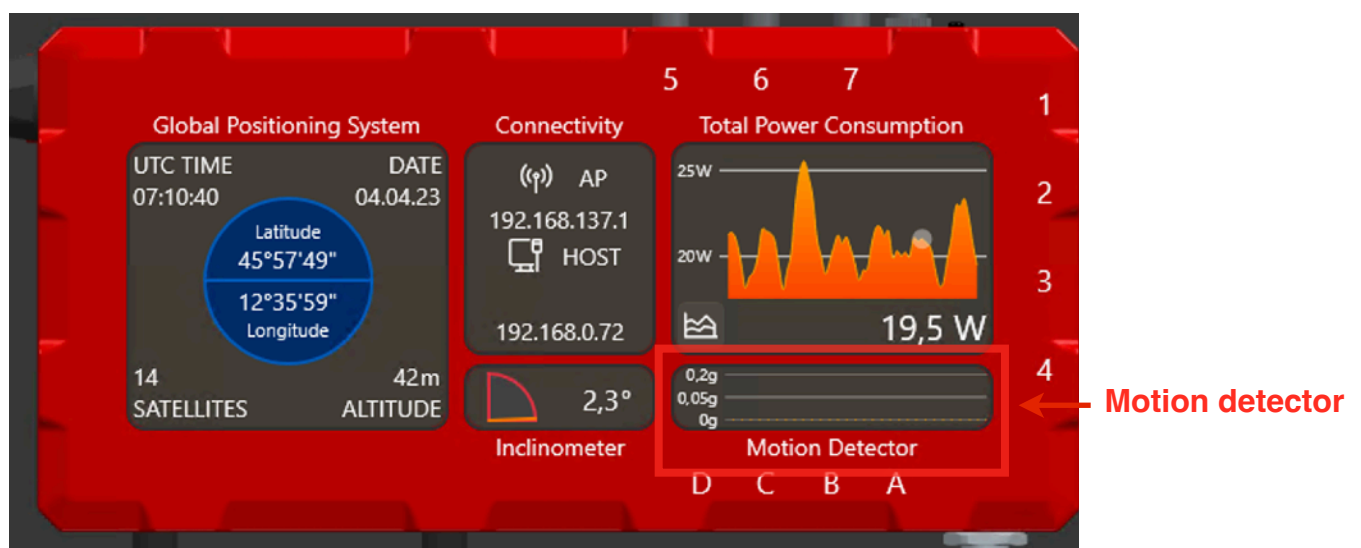 5 6 7
1
2
3
4
Global Positioning System
UTC TIME DATE
07:10:40 04.04.23
Latitude
45°57'49"
12°35'59"
Longitude
14 42m
SATELLITES ALTITUDE
Connectivity
AP
192.168.137.1
HOST
192.168.0.72
2,3°
Inclinometer
Total Power Consumption
25W
20W
19,5 W
0,2g
0,05g
0g
Motion Detector
D C B A
Motion detector